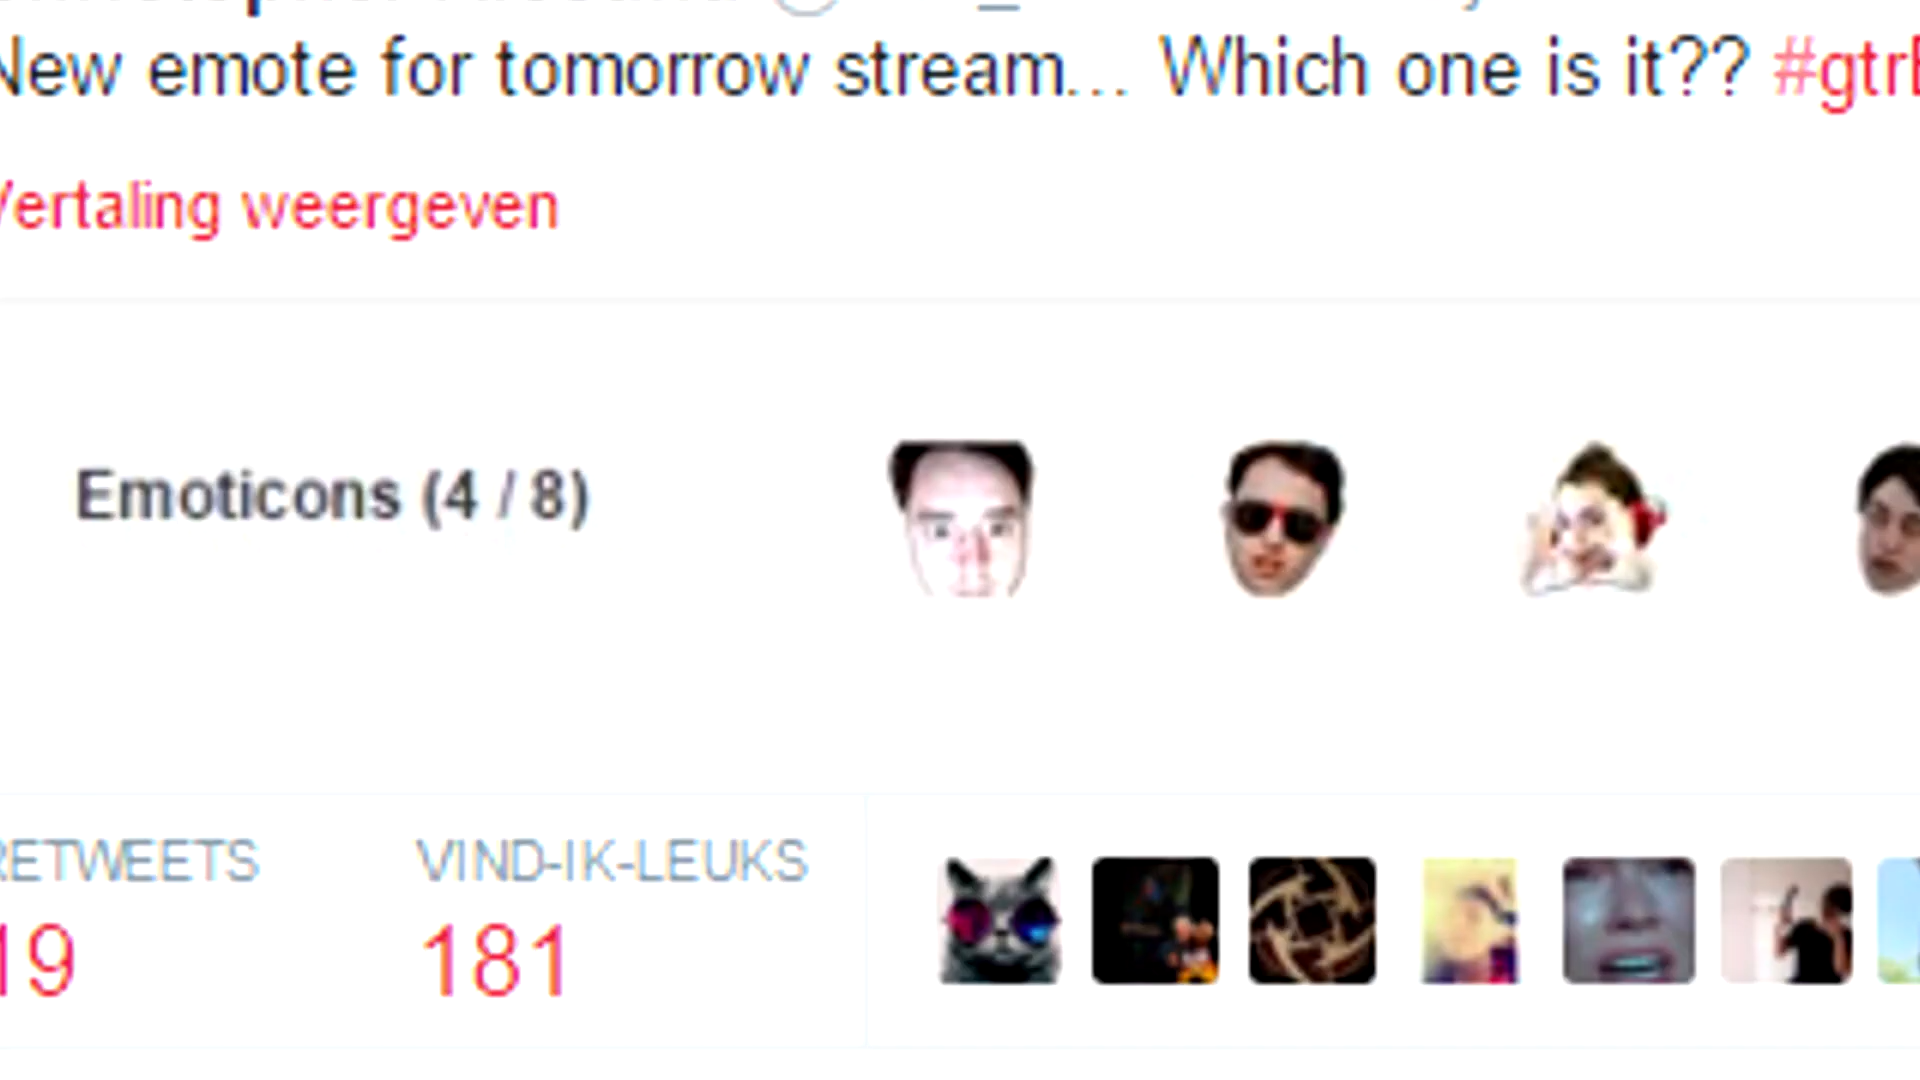 New emote for tomorrow stream... Which one is it??
Vertaling weergeven
Emoticons (4 / 8)
RETWEETS VIND-IK-LEUKS
19 181